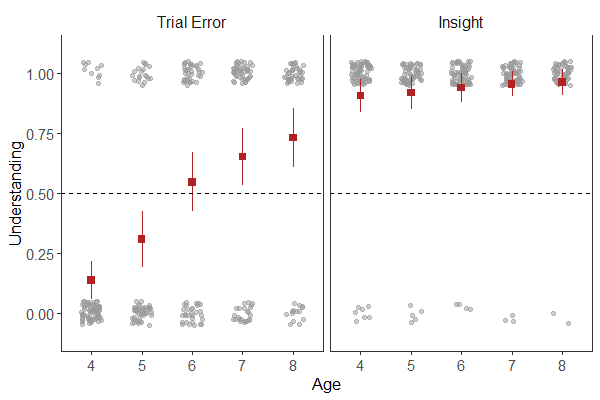 Trial Error
Insight
Understanding
1.00
0.75
0.50
0.25
0.00
4 5 6 7 8
4 5 6 7 8
Age